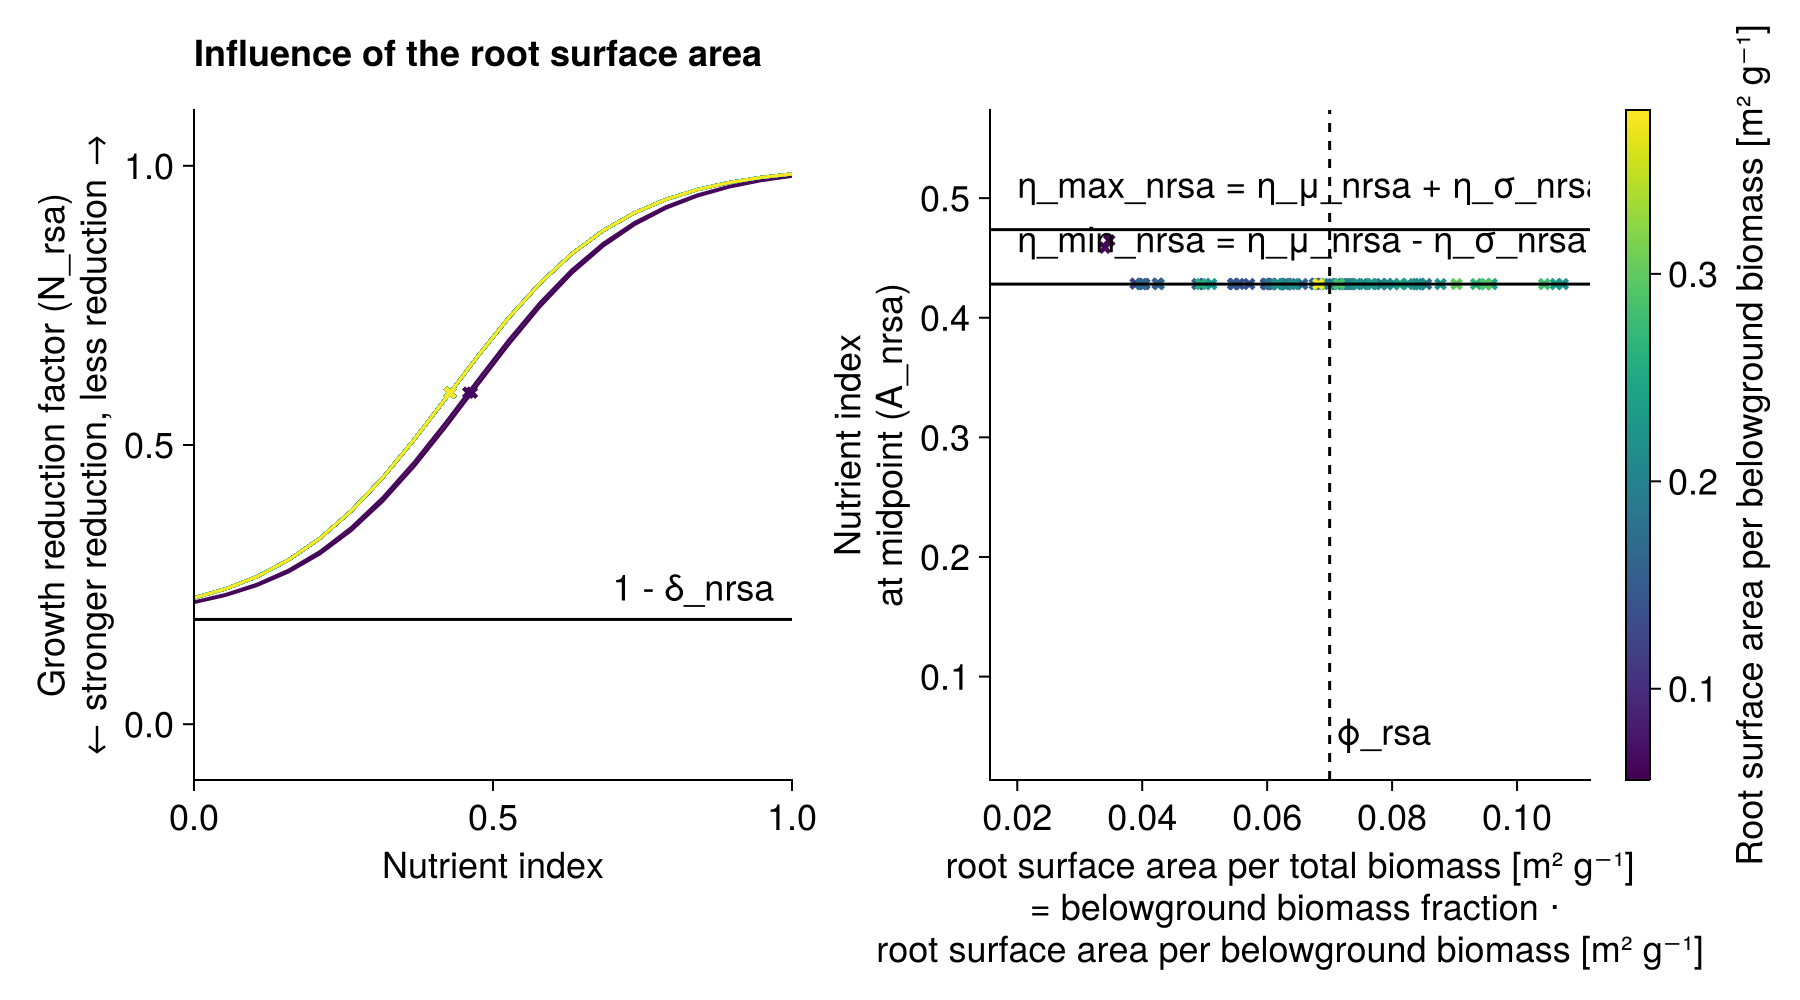 Influence of the root surface area
Growth reduction factor (N_rsa)
← stronger reduction, less reduction →
1.0
0.5
0.0
1 - δ_nrsa
0.0
0.5
1.0
Nutrient index
Nutrient index
at midpoint (A_nrsa)
0.5
0.4
0.3
0.2
0.1
η_max_nrsa = η_μ_nrsa + η_σ_nrsa
η_min_nrsa = η_μ_nrsa - η_σ_nrsa
ϕ_rsa
0.02
0.04
0.06
0.08
0.10
root surface area per total biomass [m² g⁻¹]
= belowground biomass fraction ·
root surface area per belowground biomass [m² g⁻¹]
0.3
0.2
0.1
Root surface area per belowground biomass [m² g⁻¹]